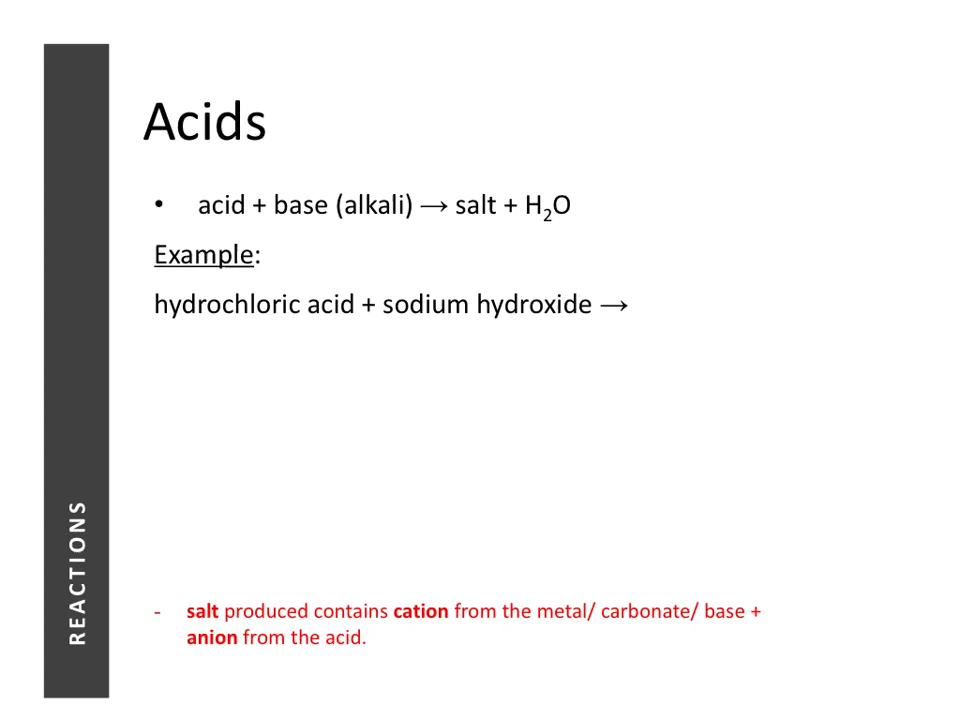 Acids
• acid + base (alkali) → salt + H₂O
Example:
hydrochloric acid + sodium hydroxide →
- salt produced contains cation from the metal/ carbonate/ base +
anion from the acid.
REACTIONS